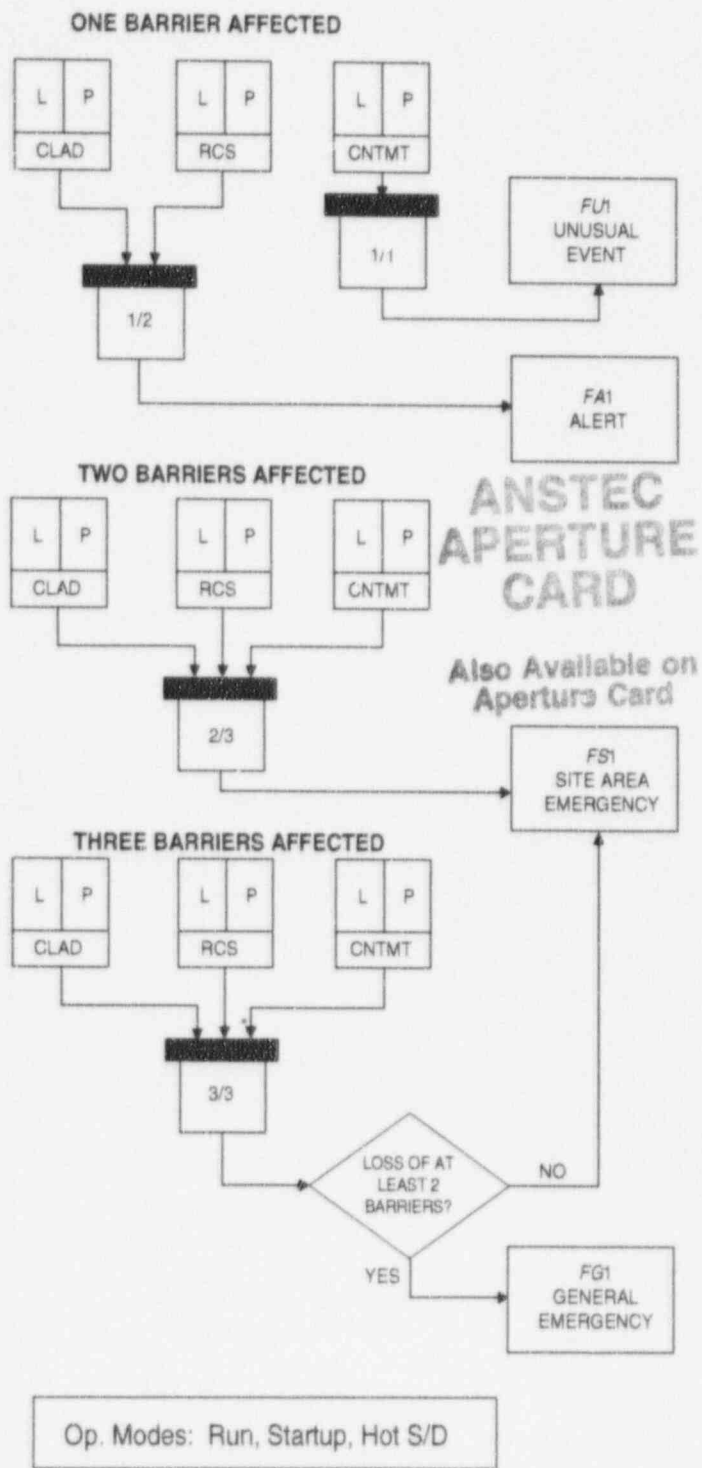 ONE BARRIER AFFECTED
L P
CLAD
L P
RCS
L P
CNTMT
1/1
FU1
UNUSUAL
EVENT
1/2
FA1
ALERT
TWO BARRIERS AFFECTED
L P
CLAD
L P
RCS
L P
CNTMT
ANSTEC
APERTURE
CARD
Also Available on
Aperture Card
2/3
FS1
SITE AREA
EMERGENCY
THREE BARRIERS AFFECTED
L P
CLAD
L P
RCS
L P
CNTMT
3/3
LOSS OF AT
LEAST 2
BARRIERS?
NO
YES
FG1
GENERAL
EMERGENCY
Op. Modes: Run, Startup, Hot S/D